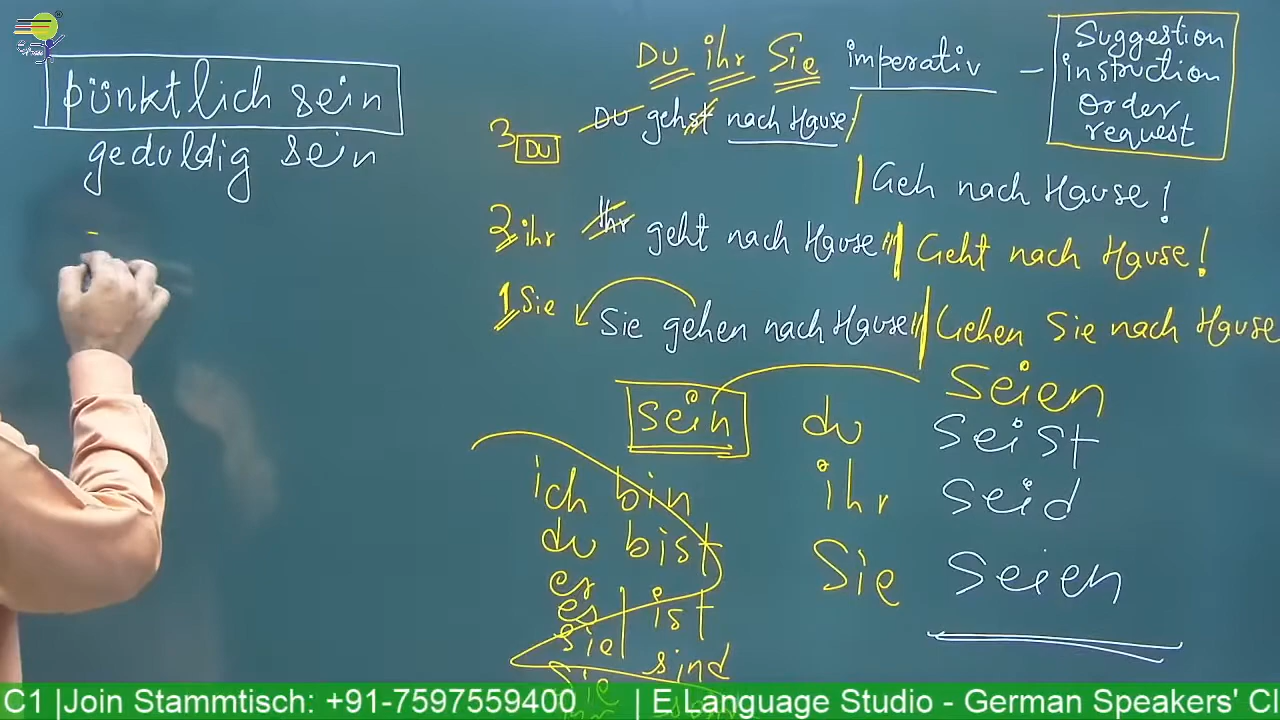 pünktlich sein
geduldig sein
DU ihr Sie imperativ –
Suggestion
instruction
order
request
3 DU
Du gehst nach Hause
Geh nach Hause!
2 ihr
Ihr geht nach Hause
Geht nach Hause!
1 Sie
Sie gehen nach Hause
Gehen Sie nach Hause
sein
seien
du seist
ihr seid
Sie seien
ich bin
du bist
er
es ist
sie
sind
Sie
C1 |Join Stammtisch: +91-7597559400 | E Language Studio - German Speakers' Cl